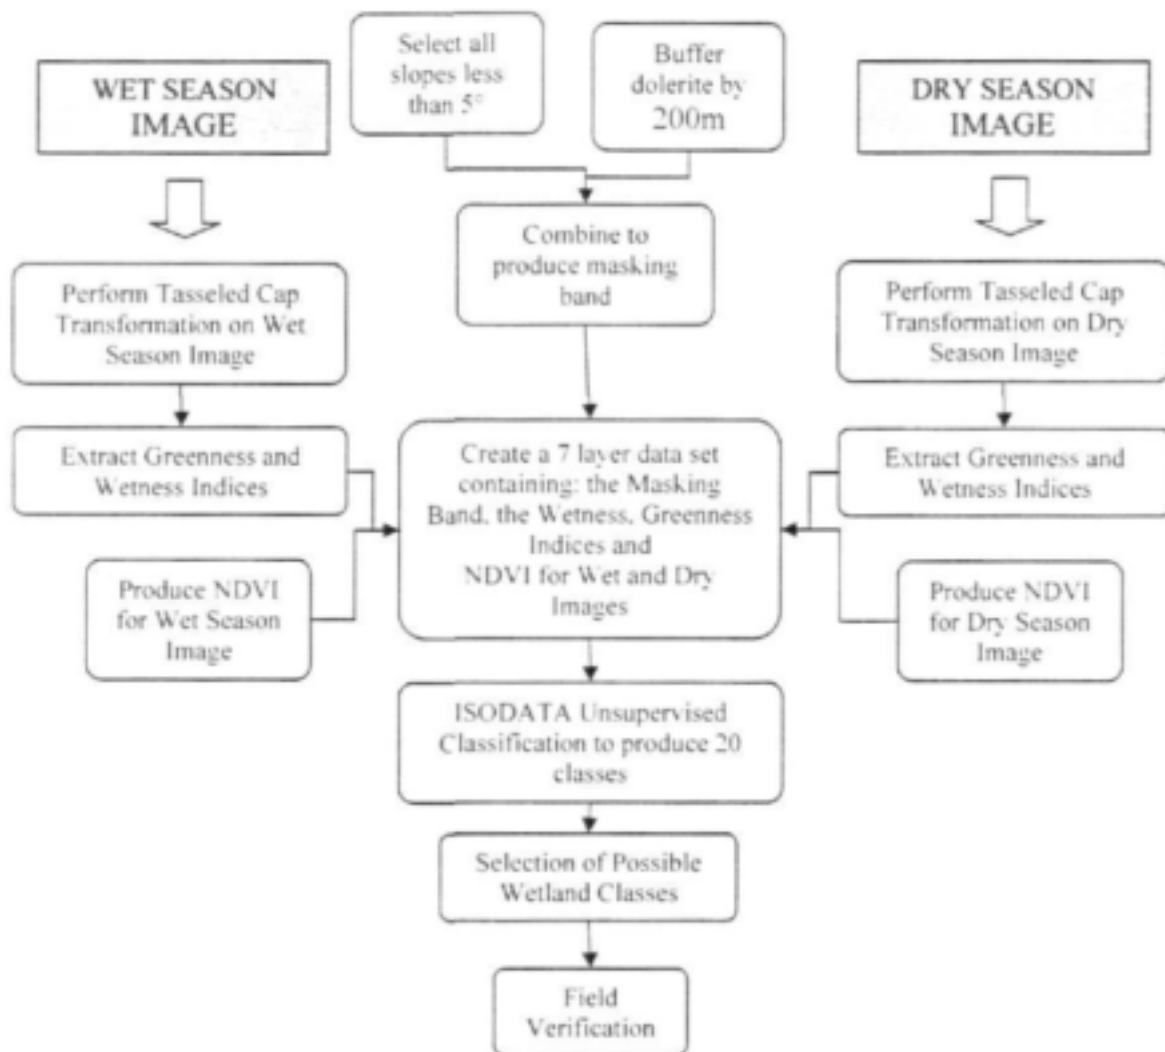 WET SEASON
IMAGE
Select all
slopes less
than 5°
Buffer
dolerite by
200m
DRY SEASON
IMAGE
Combine to
produce masking
band
Perform Tasseled Cap
Transformation on Wet
Season Image
Perform Tasseled Cap
Transformation on Dry
Season Image
Extract Greenness and
Wetness Indices
Create a 7 layer data set
containing: the Masking
Band, the Wetness, Greenness
Indices and
NDVI for Wet and Dry
Images
Extract Greenness and
Wetness Indices
Produce NDVI
for Wet Season
Image
Produce NDVI
for Dry Season
Image
ISODATA Unsupervised
Classification to produce 20
classes
Selection of Possible
Wetland Classes
Field
Verification